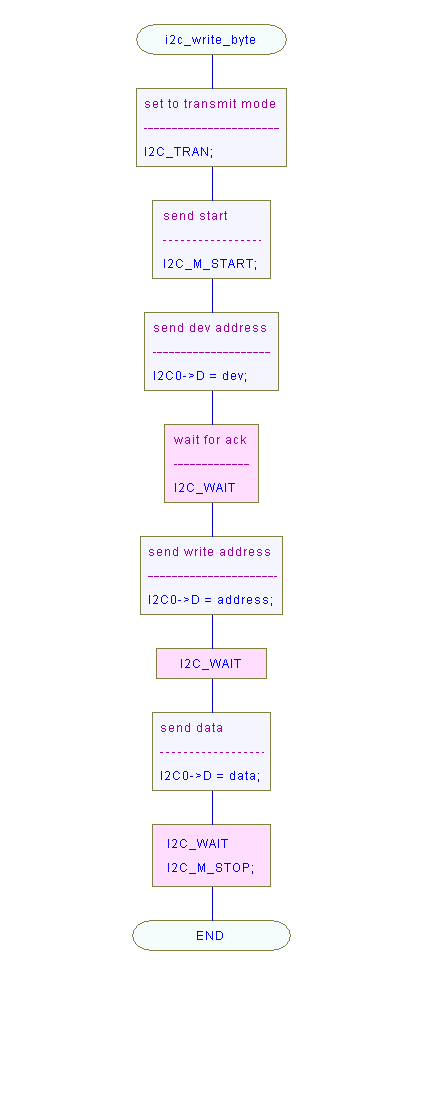 i2c_write_byte
set to transmit mode
------------------------
I2C_TRAN;
send start
-----------------
I2C_M_START;
send dev address
---------------------
I2C0->D = dev;
wait for ack
-------------
I2C_WAIT
send write address
-----------------------
I2C0->D = address;
I2C_WAIT
send data
------------------
I2C0->D = data;
I2C_WAIT
I2C_M_STOP;
END